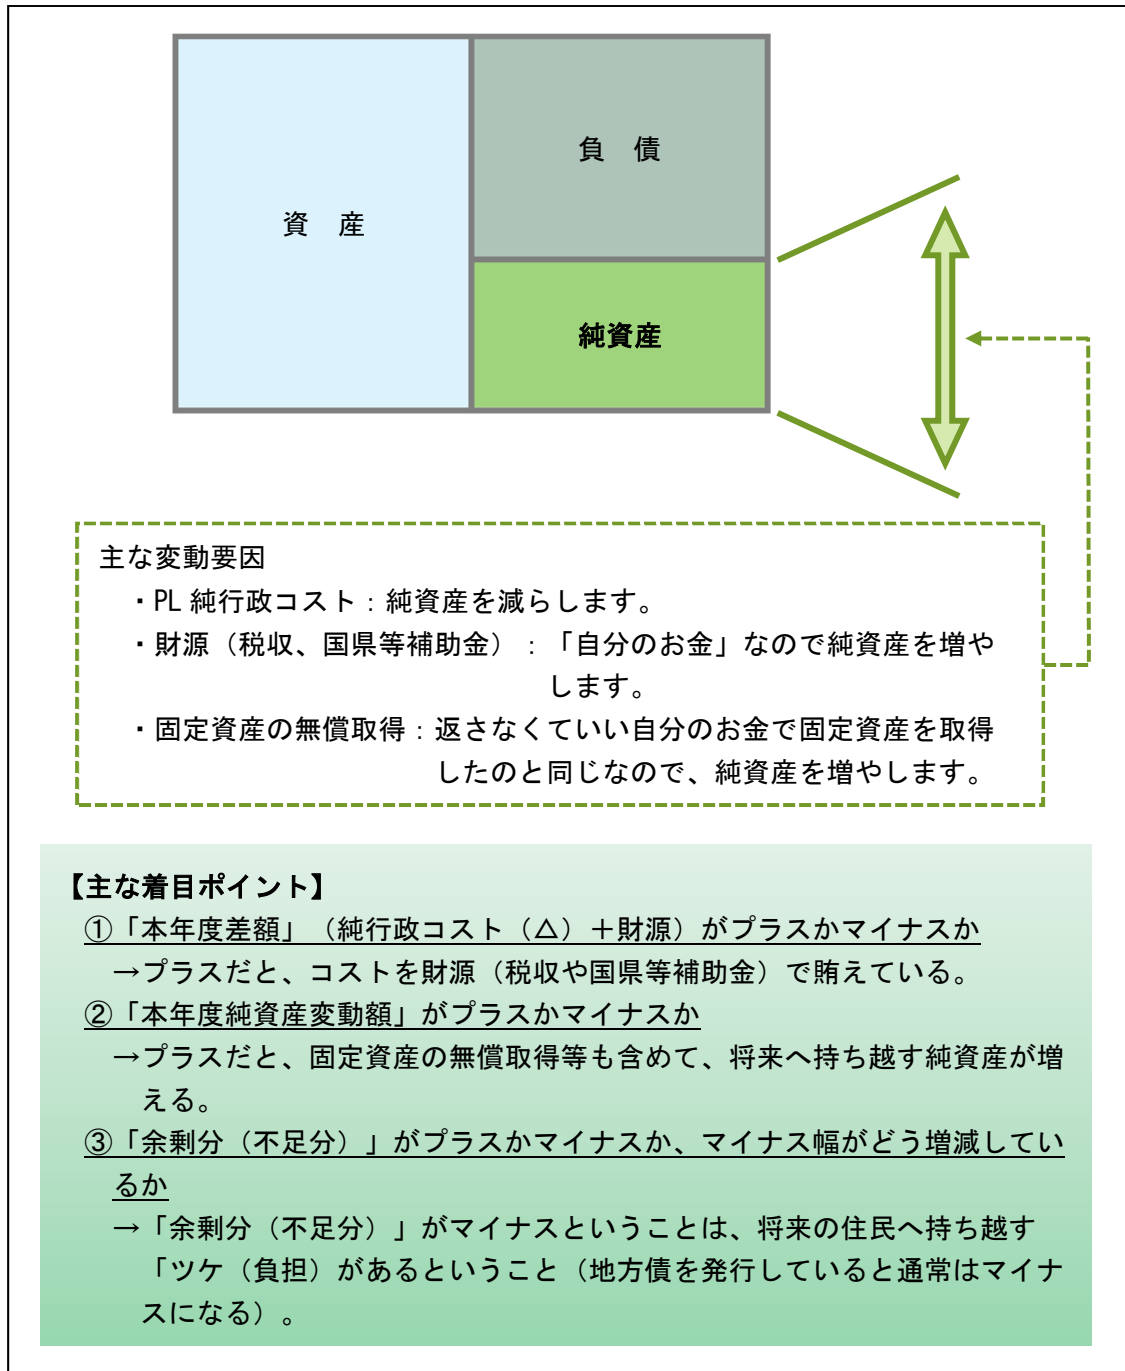 資　産
負　債
純資産
主な変動要因
・PL 純行政コスト：純資産を減らします。
・財源（税収、国県等補助金）：「自分のお金」なので純資産を増や
します。
・固定資産の無償取得：返さなくていい自分のお金で固定資産を取得
したのと同じなので、純資産を増やします。
【主な着目ポイント】
①「本年度差額」（純行政コスト（△）＋財源）がプラスかマイナスか
→プラスだと、コストを財源（税収や国県等補助金）で賄えている。
②「本年度純資産変動額」がプラスかマイナスか
→プラスだと、固定資産の無償取得等も含めて、将来へ持ち越す純資産が増
える。
③「余剰分（不足分）」がプラスかマイナスか、マイナス幅がどう増減してい
るか
→「余剰分（不足分）」がマイナスということは、将来の住民へ持ち越す
「ツケ（負担）があるということ（地方債を発行していると通常はマイナ
スになる）。